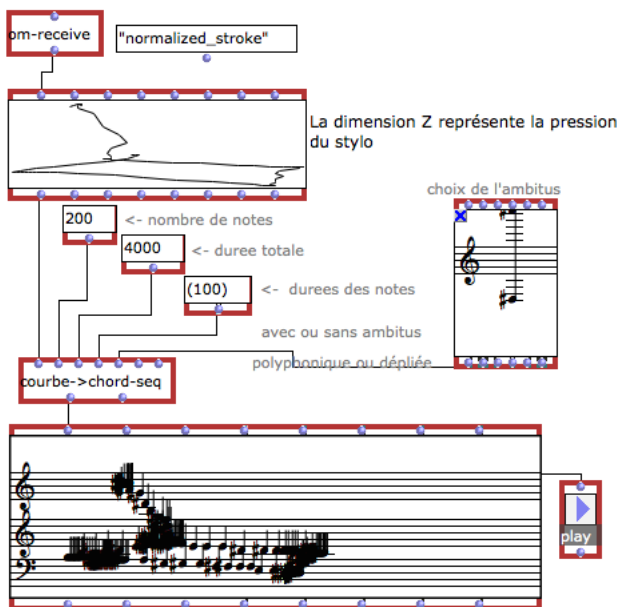 om-receive
"normalized_stroke"
La dimension Z représente la pression
du stylo
choix de l'ambitus
200
<- nombre de notes
4000
<- duree totale
(100)
<- durees des notes
avec ou sans ambitus
polyphonique ou dépliée
courbe->chord-seq
play